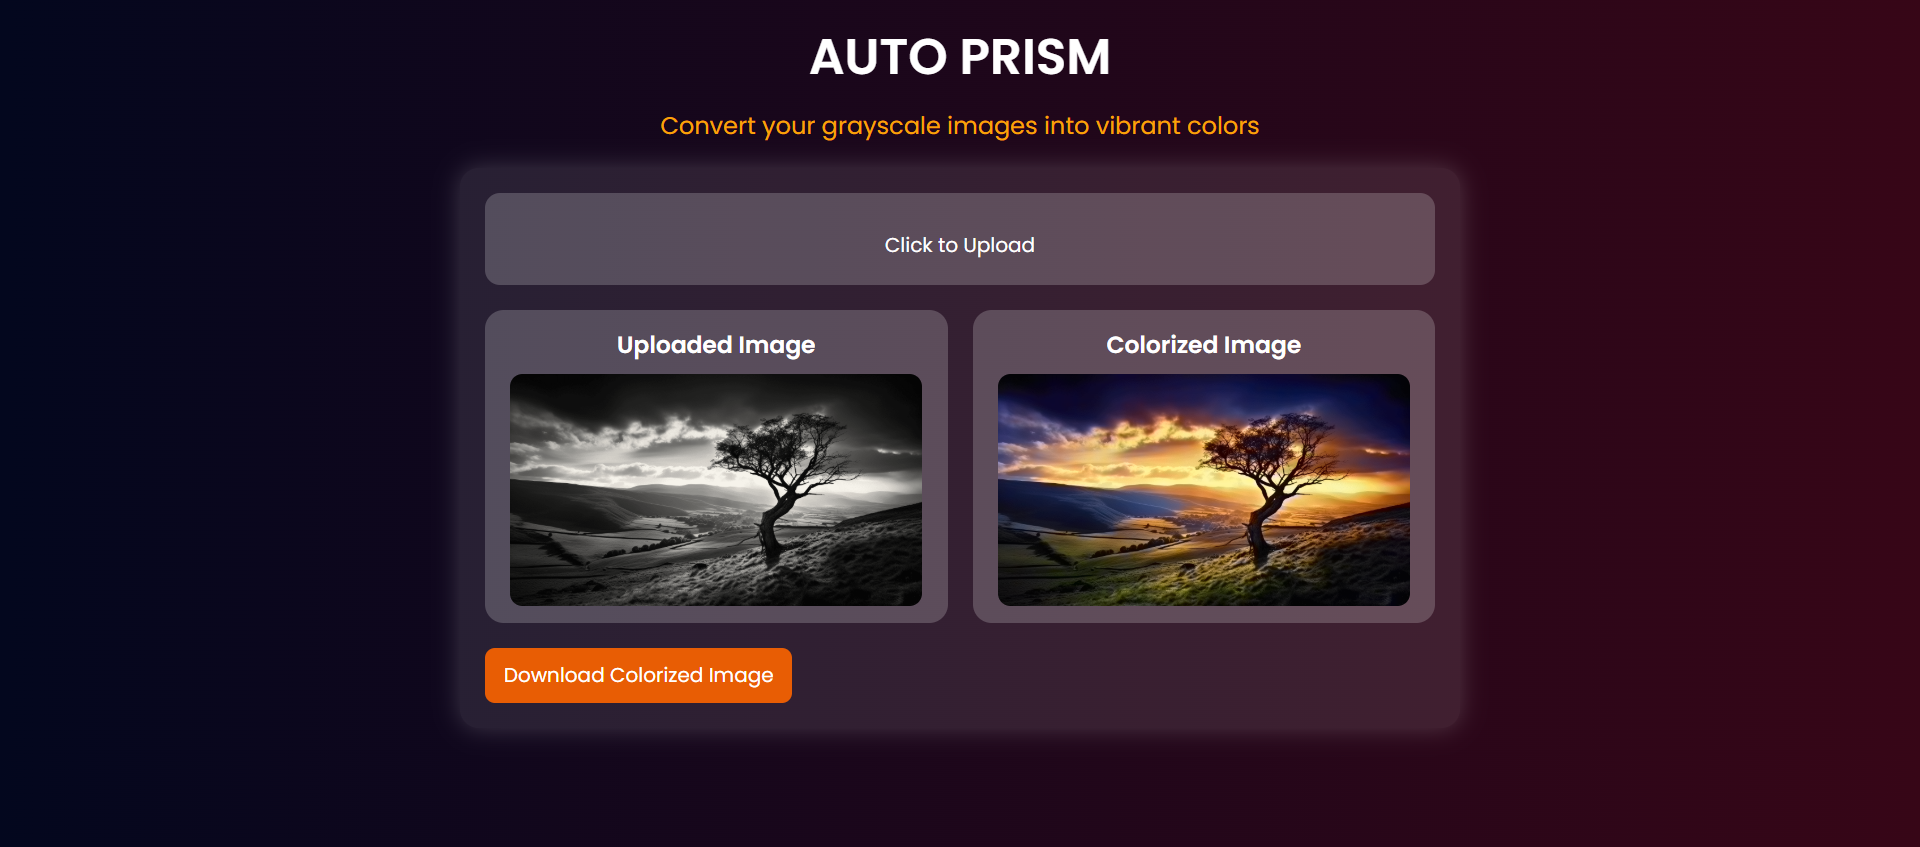 AUTO PRISM
Convert your grayscale images into vibrant colors
Click to Upload
Uploaded Image
Colorized Image
Download Colorized Image